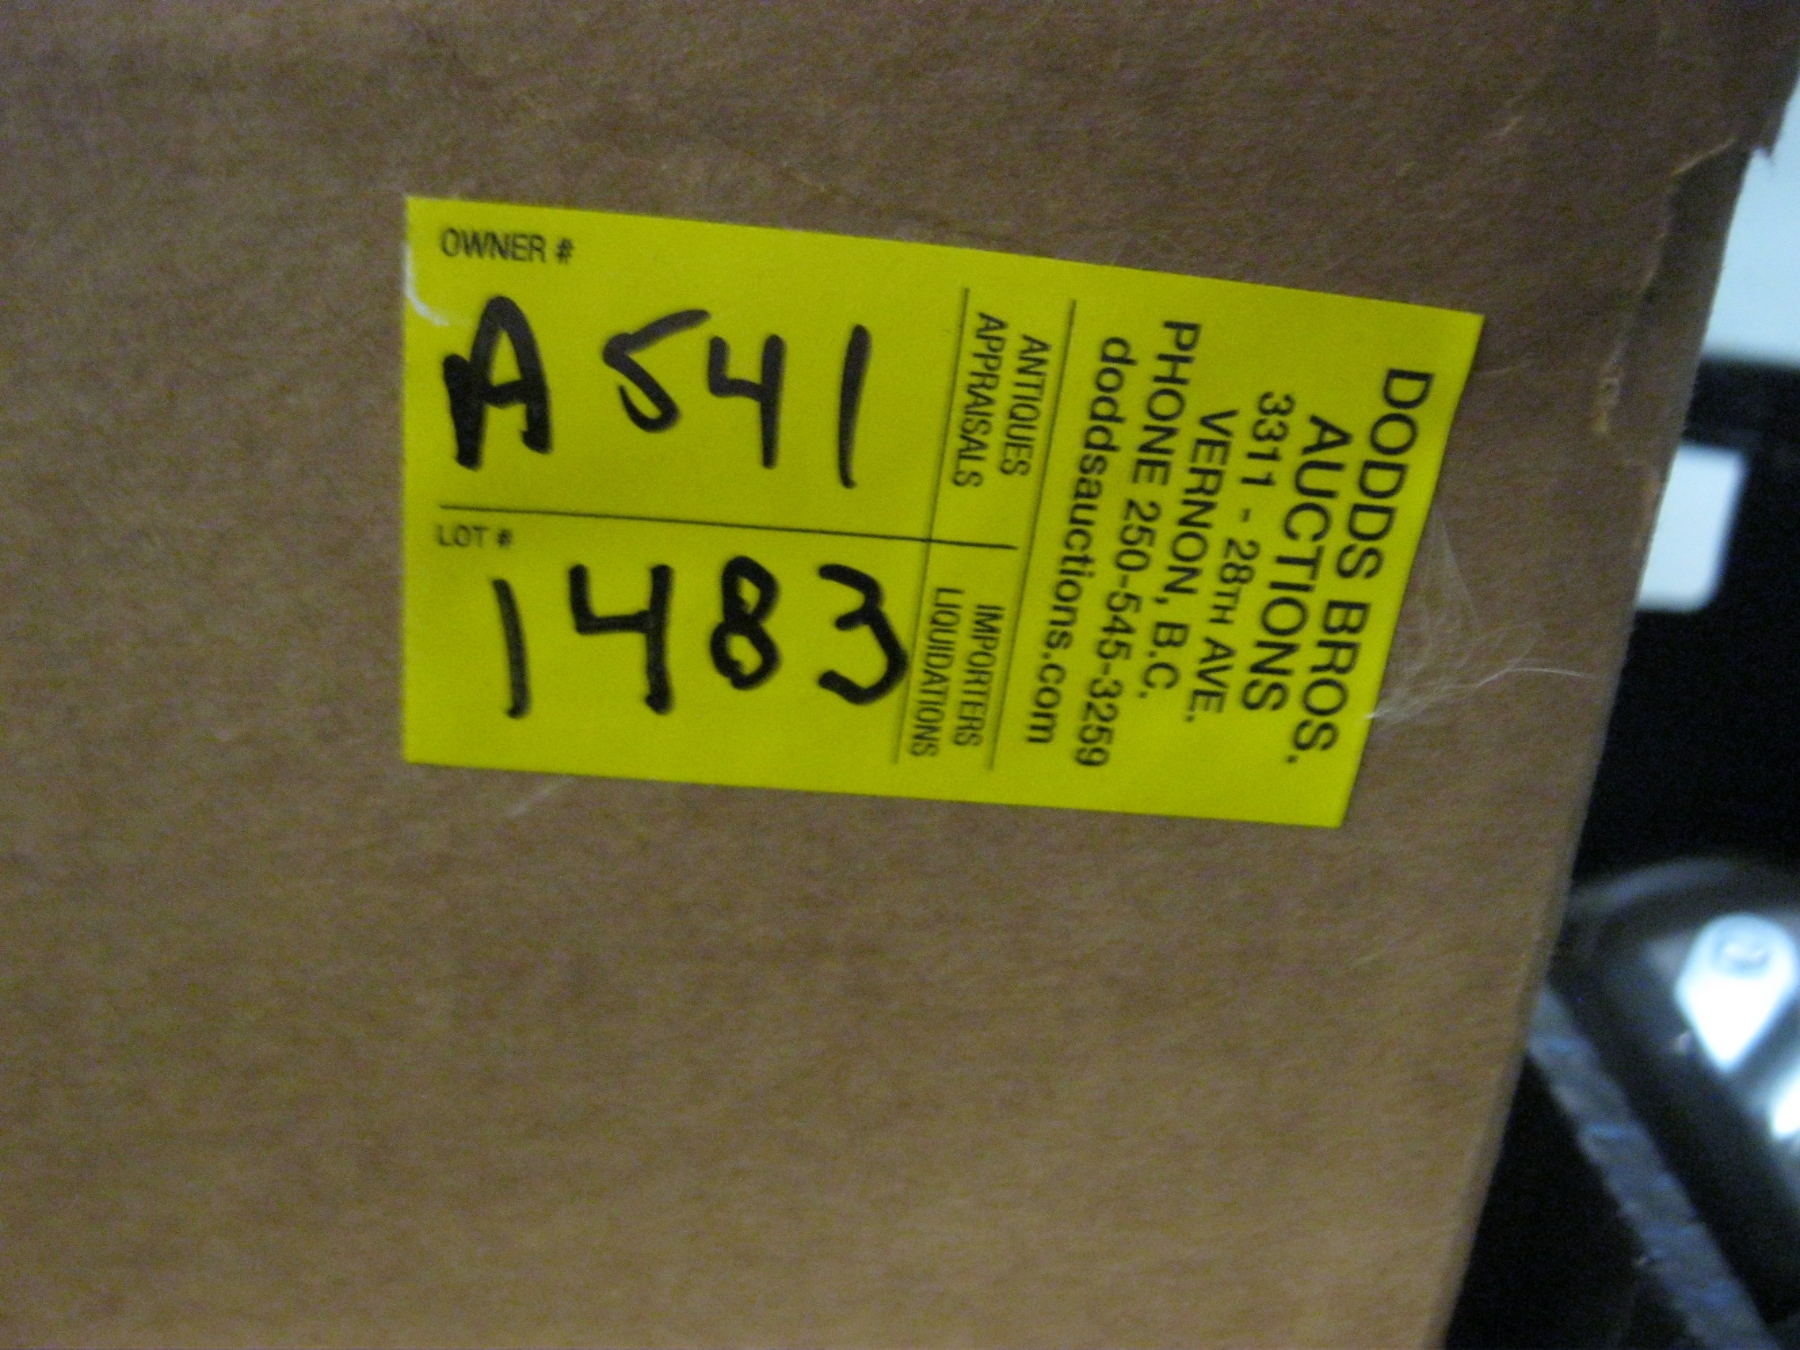 OWNER #
A 541
LOT #
1483
DODDS BROS.
AUCTIONS
3311 - 28TH AVE.
VERNON, B.C.
PHONE 250-545-3259
doddsauctions.com
ANTIQUES
APPRAISALS
IMPORTERS
LIQUIDATIONS